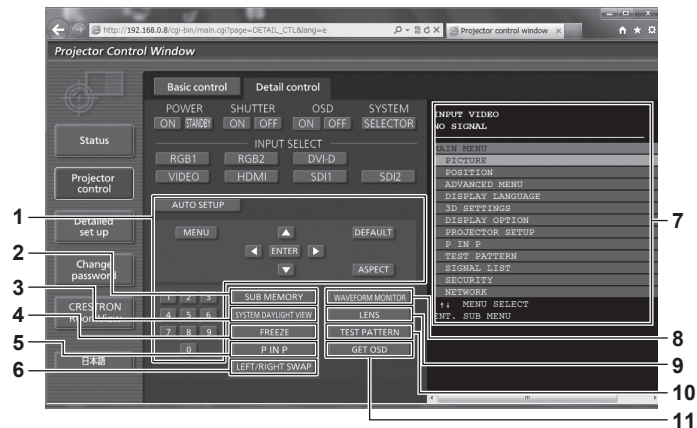 http://192.168.0.8/cgi-bin/main.cgi?page=DETAIL_CTL&lang=e
Projector control window
Projector Control Window
Basic control
Detail control
POWER SHUTTER OSD SYSTEM
ON STANDBY ON OFF ON OFF SELECTOR
INPUT SELECT
RGB1 RGB2 DVI-D
VIDEO HDMI SDI1 SDI2
AUTO SETUP
MENU DEFAULT
ENTER
ASPECT
1 2 3 SUB MEMORY WAVEFORM MONITOR
4 5 6 SYSTEM DAYLIGHT VIEW LENS
7 8 9 FREEZE TEST PATTERN
0 P IN P GET OSD
LEFT/RIGHT SWAP
Status
Projector
control
Detailed
set up
Change
password
CRESTRON
日本語
INPUT VIDEO
NO SIGNAL
MAIN MENU
PICTURE
POSITION
ADVANCED MENU
DISPLAY LANGUAGE
3D SETTINGS
DISPLAY OPTION
PROJECTOR SETUP
P IN P
TEST PATTERN
SIGNAL LIST
SECURITY
NETWORK
↑↓ MENU SELECT
ENT. SUB MENU
1
2
3
4
5
6
7
8
9
10
11